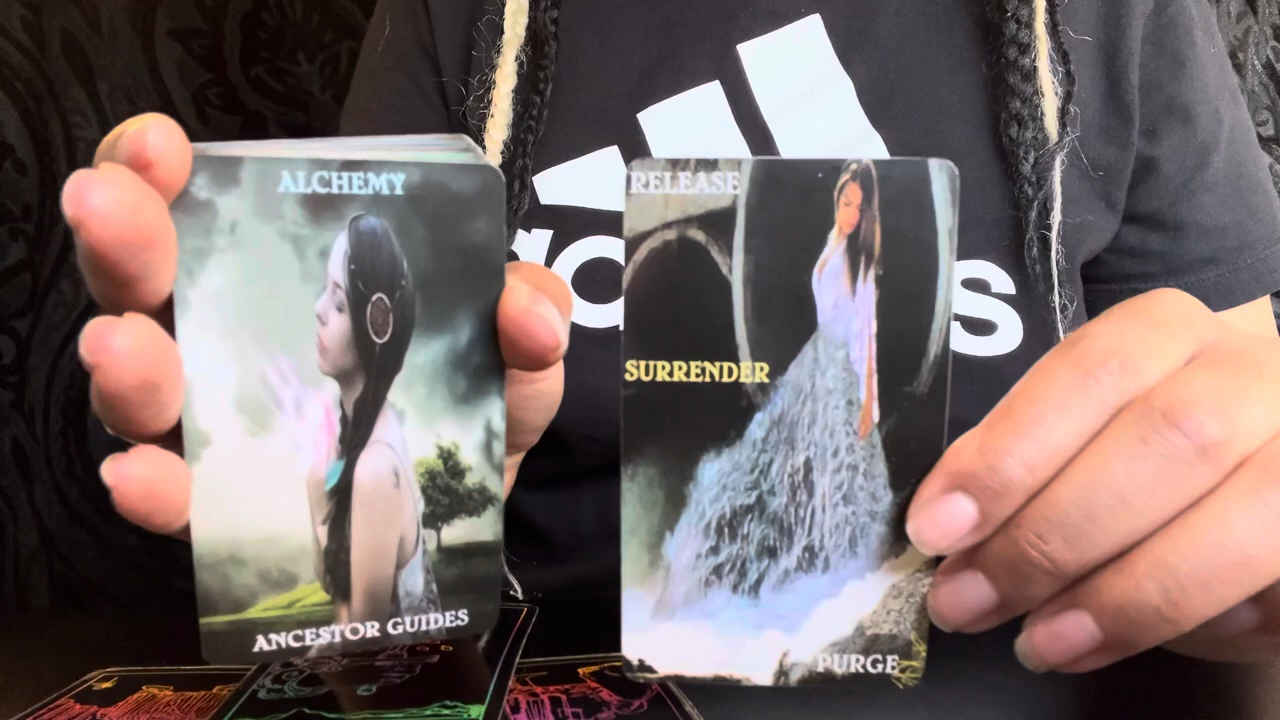 ALCHEMY
ANCESTOR GUIDES
RELEASE
SURRENDER
PURGE